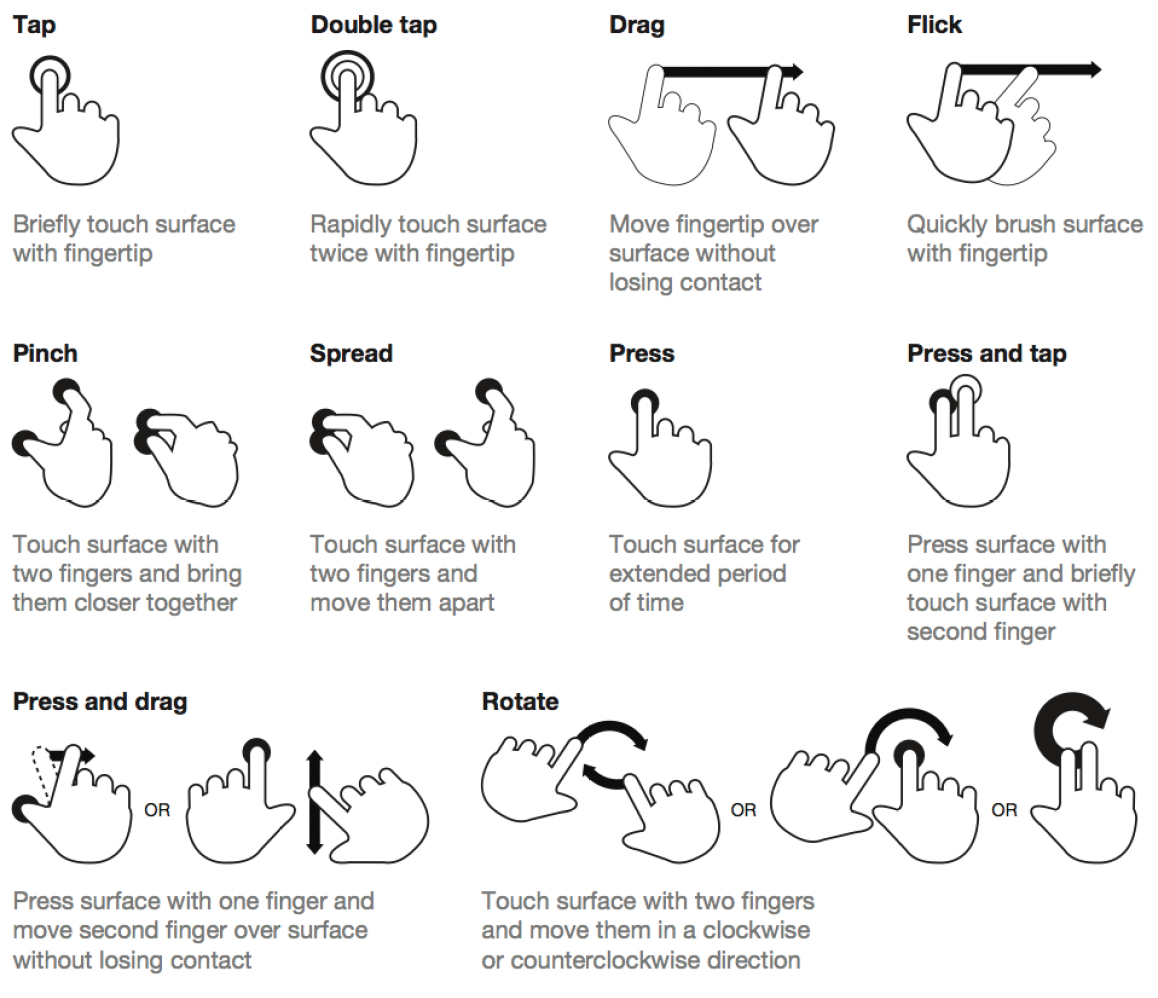 Tap
Briefly touch surface
with fingertip
Double tap
Rapidly touch surface
twice with fingertip
Drag
Move fingertip over
surface without
losing contact
Flick
Quickly brush surface
with fingertip
Pinch
Touch surface with
two fingers and bring
them closer together
Spread
Touch surface with
two fingers and
move them apart
Press
Touch surface for
extended period
of time
Press and tap
Press surface with
one finger and briefly
touch surface with
second finger
Press and drag
OR
Press surface with one finger and
move second finger over surface
without losing contact
Rotate
OR
OR
Touch surface with two fingers
and move them in a clockwise
or counterclockwise direction